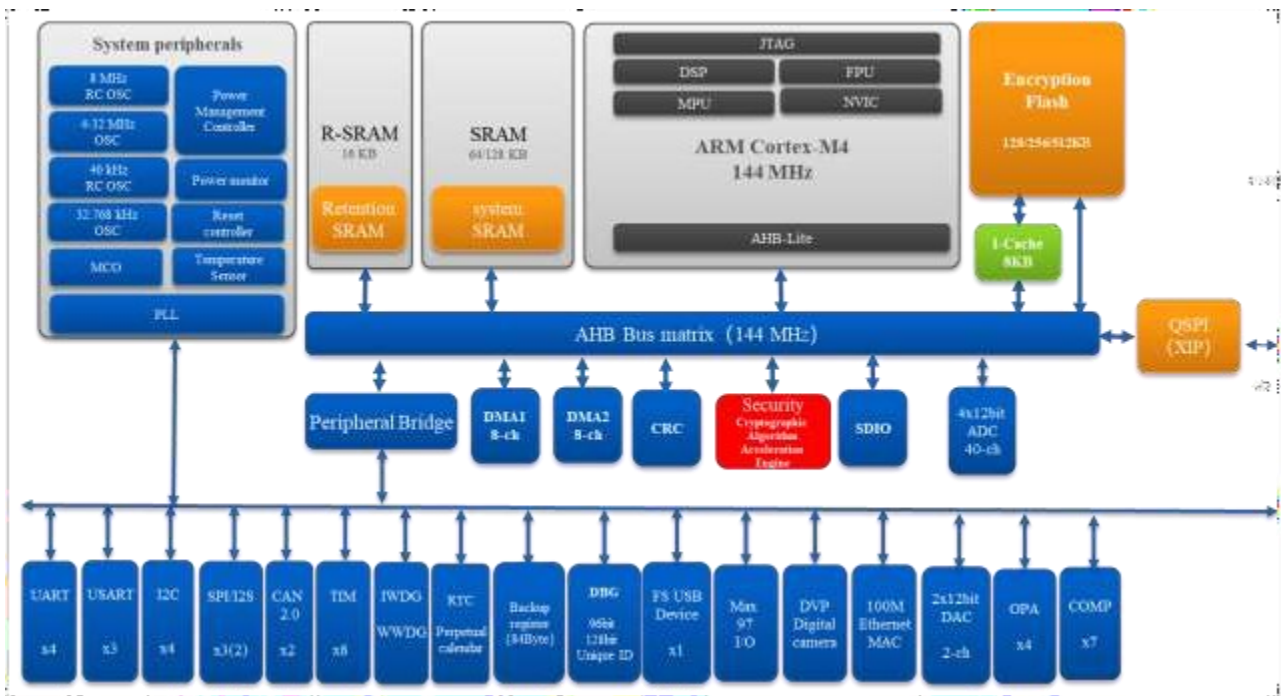 System peripherals
8 MHz
RC OSC
4-32 MHz
OSC
40 kHz
RC OSC
32.768 kHz
OSC
MCO
Power
Management
Controller
Power monitor
Reset
controller
Temperature
Sensor
PLL
R-SRAM
16 KB
Retention
SRAM
SRAM
64/128 KB
system
SRAM
JTAG
DSP
FPU
MPU
NVIC
ARM Cortex-M4
144 MHz
AHB-Lite
Encryption
Flash
128/256/512KB
I-Cache
8KB
AHB Bus matrix (144 MHz)
QSPI
(XIP)
Peripheral Bridge
DMA1
8-ch
DMA2
8-ch
CRC
Security
Cryptographic
Algorithm
Acceleration
Engine
SDIO
4x12bit
ADC
40-ch
UART
x4
USART
x3
I2C
x4
SPI/I2S
x3(2)
CAN
2.0
x2
TIM
x8
IWDG
WWDG
RTC
Perpetual
calendar
Backup
register
(84Byte)
DBG
96bit
128bit
Unique ID
FS USB
Device
x1
Max
97
I/O
DVP
Digital
camera
100M
Ethernet
MAC
2x12bit
DAC
2-ch
OPA
x4
COMP
x7